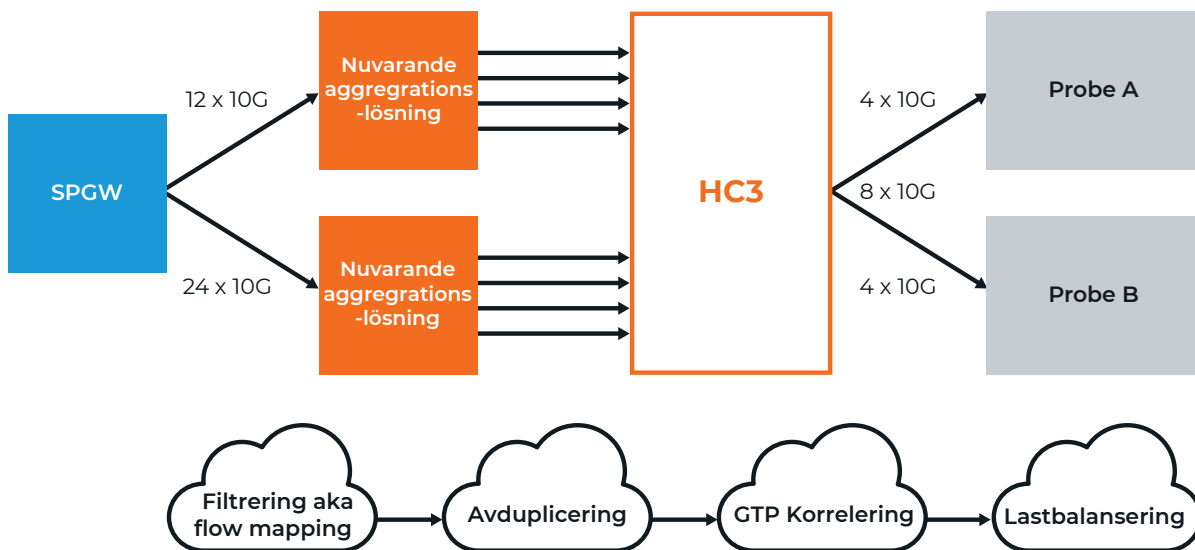 SPGW
12 x 10G
24 x 10G
Nuvarande
aggregrations
-lösning
Nuvarande
aggregrations
-lösning
HC3
4 x 10G
8 x 10G
4 x 10G
Probe A
Probe B
Filtrering aka
flow mapping
Avduplicering
GTP Korrelering
Lastbalansering